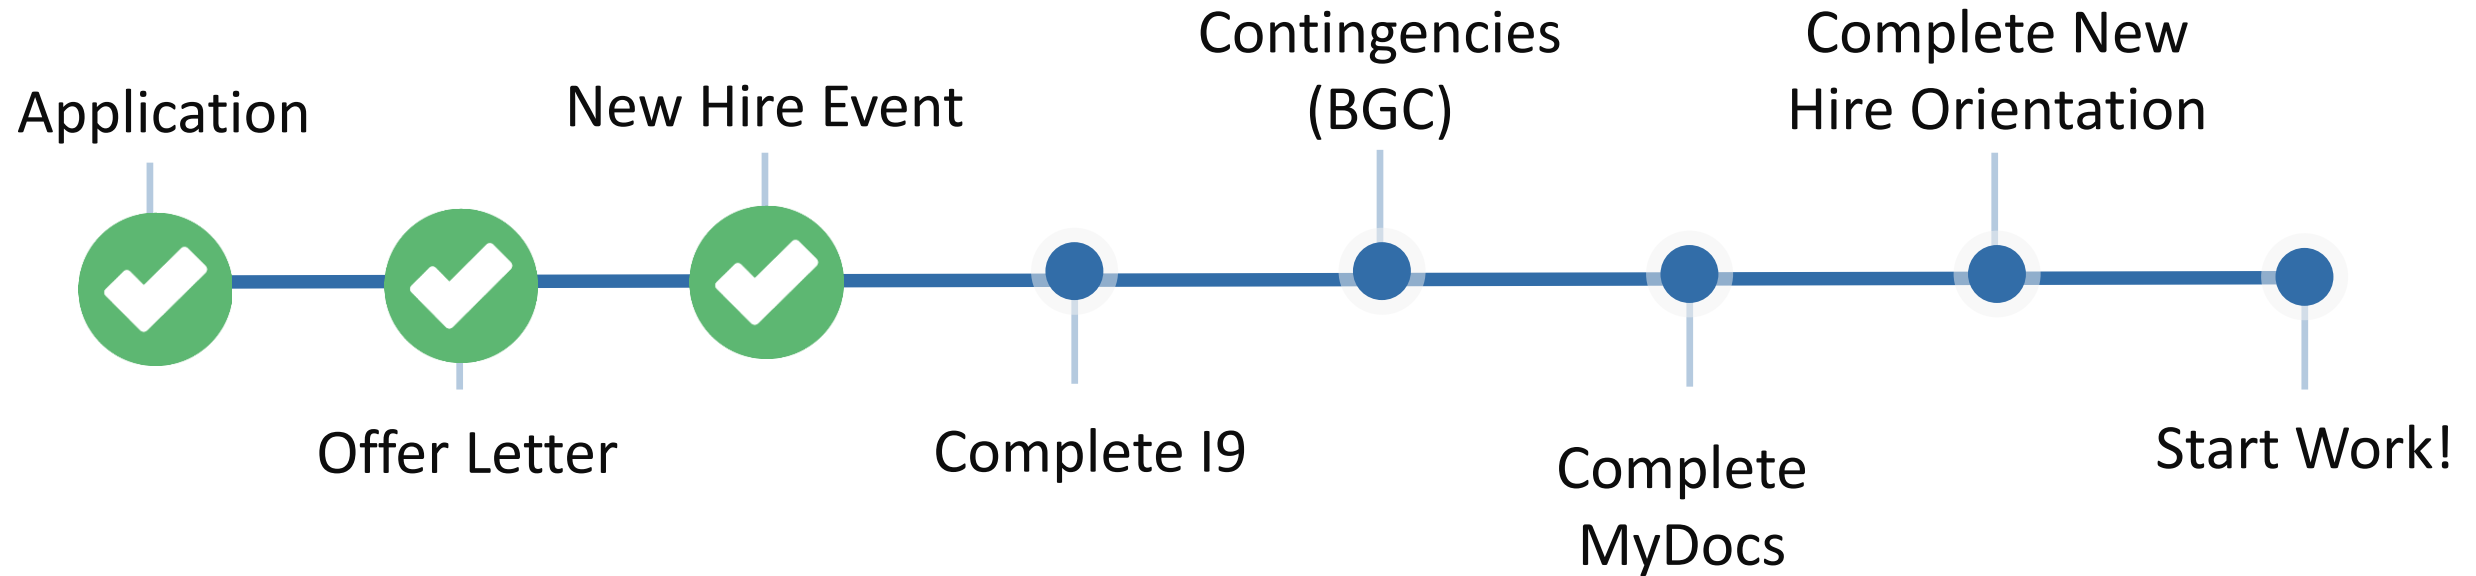 Application
Offer Letter
New Hire Event
Complete I9
Contingencies
(BGC)
Complete
MyDocs
Complete New
Hire Orientation
Start Work!